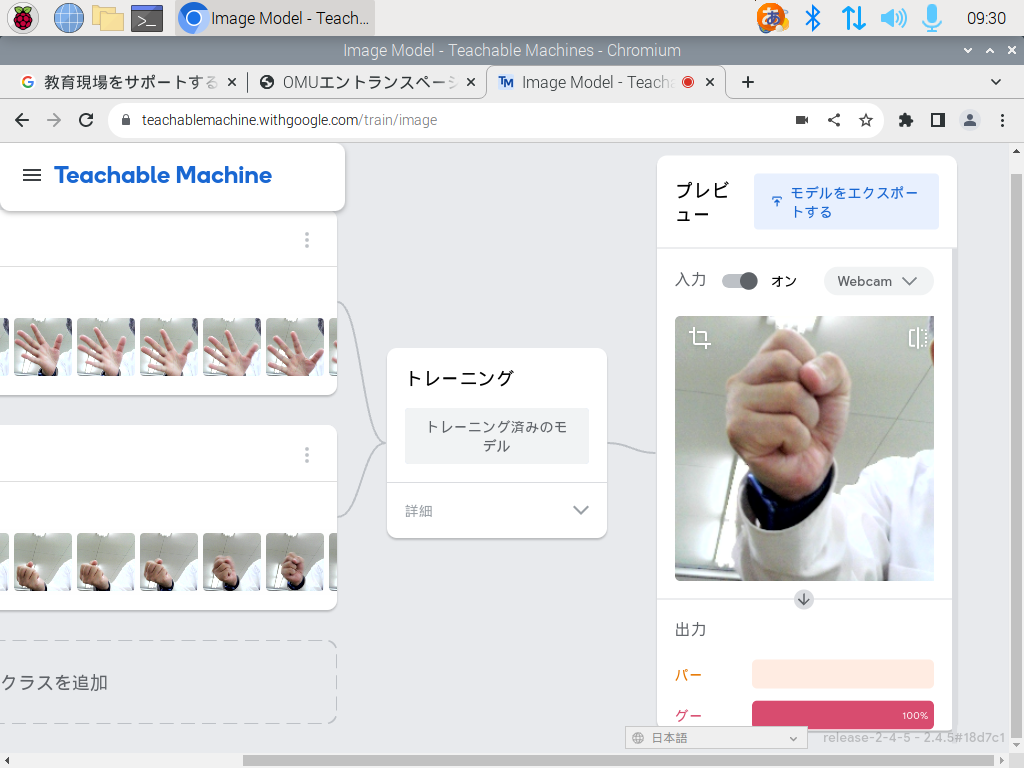 Image Model - Teach...
09:30
Image Model - Teachable Machines - Chromium
教育現場をサポートする
OMUエントランスペーシ
Image Model - Teacha
teachablemachine.withgoogle.com/train/image
Teachable Machine
クラスを追加
トレーニング
トレーニング済みのモ
デル
詳細
プレビ
ュー
モデルをエクスポー
トする
入力
オン
Webcam
出力
パー
グー
100%
日本語
release-2-4-5 - 2.4.5#18d7c1